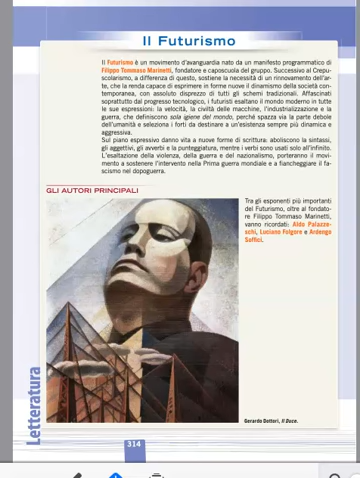 Il Futurismo
Il Futurismo è un movimento d'avanguardia nato da un manifesto programmatico di
Filippo Tommaso Marinetti, fondatore e caposcuola del gruppo. Successivo al Crepu-
scolarismo, a differenza di questo, sostiene la necessità di un rinnovamento dell'ar-
te, che la renda capace di esprimere in forme nuove il dinamismo della società con-
temporanea, con assoluto disprezzo di tutti gli schemi tradizionali. Affascinati
soprattutto dal progresso tecnologico, i futuristi esaltano il mondo moderno in tutte
le sue espressioni: la velocità, la civiltà delle macchine, l'industrializzazione e la
guerra, che definiscono sola igiene del mondo, perché spazza via la parte debole
dell'umanità e seleziona i forti da destinare a un'esistenza sempre più dinamica e
aggressiva.
Sul piano espressivo danno vita a nuove forme di scrittura: aboliscono la sintassi,
gli aggettivi, gli avverbi e la punteggiatura, mentre i verbi sono usati solo all'infinito.
L'esaltazione della violenza, della guerra e del nazionalismo, porteranno il movi-
mento a sostenere l'intervento nella Prima guerra mondiale e a fiancheggiare il fa-
scismo nel dopoguerra.
GLI AUTORI PRINCIPALI
Tra gli esponenti più importanti
del Futurismo, oltre al fondato-
re Filippo Tommaso Marinetti,
vanno ricordati: Aldo Palazze-
schi, Luciano Folgore e Ardengo
Soffici.
Gerardo Dottori, Il Duce.
Letteratura
314